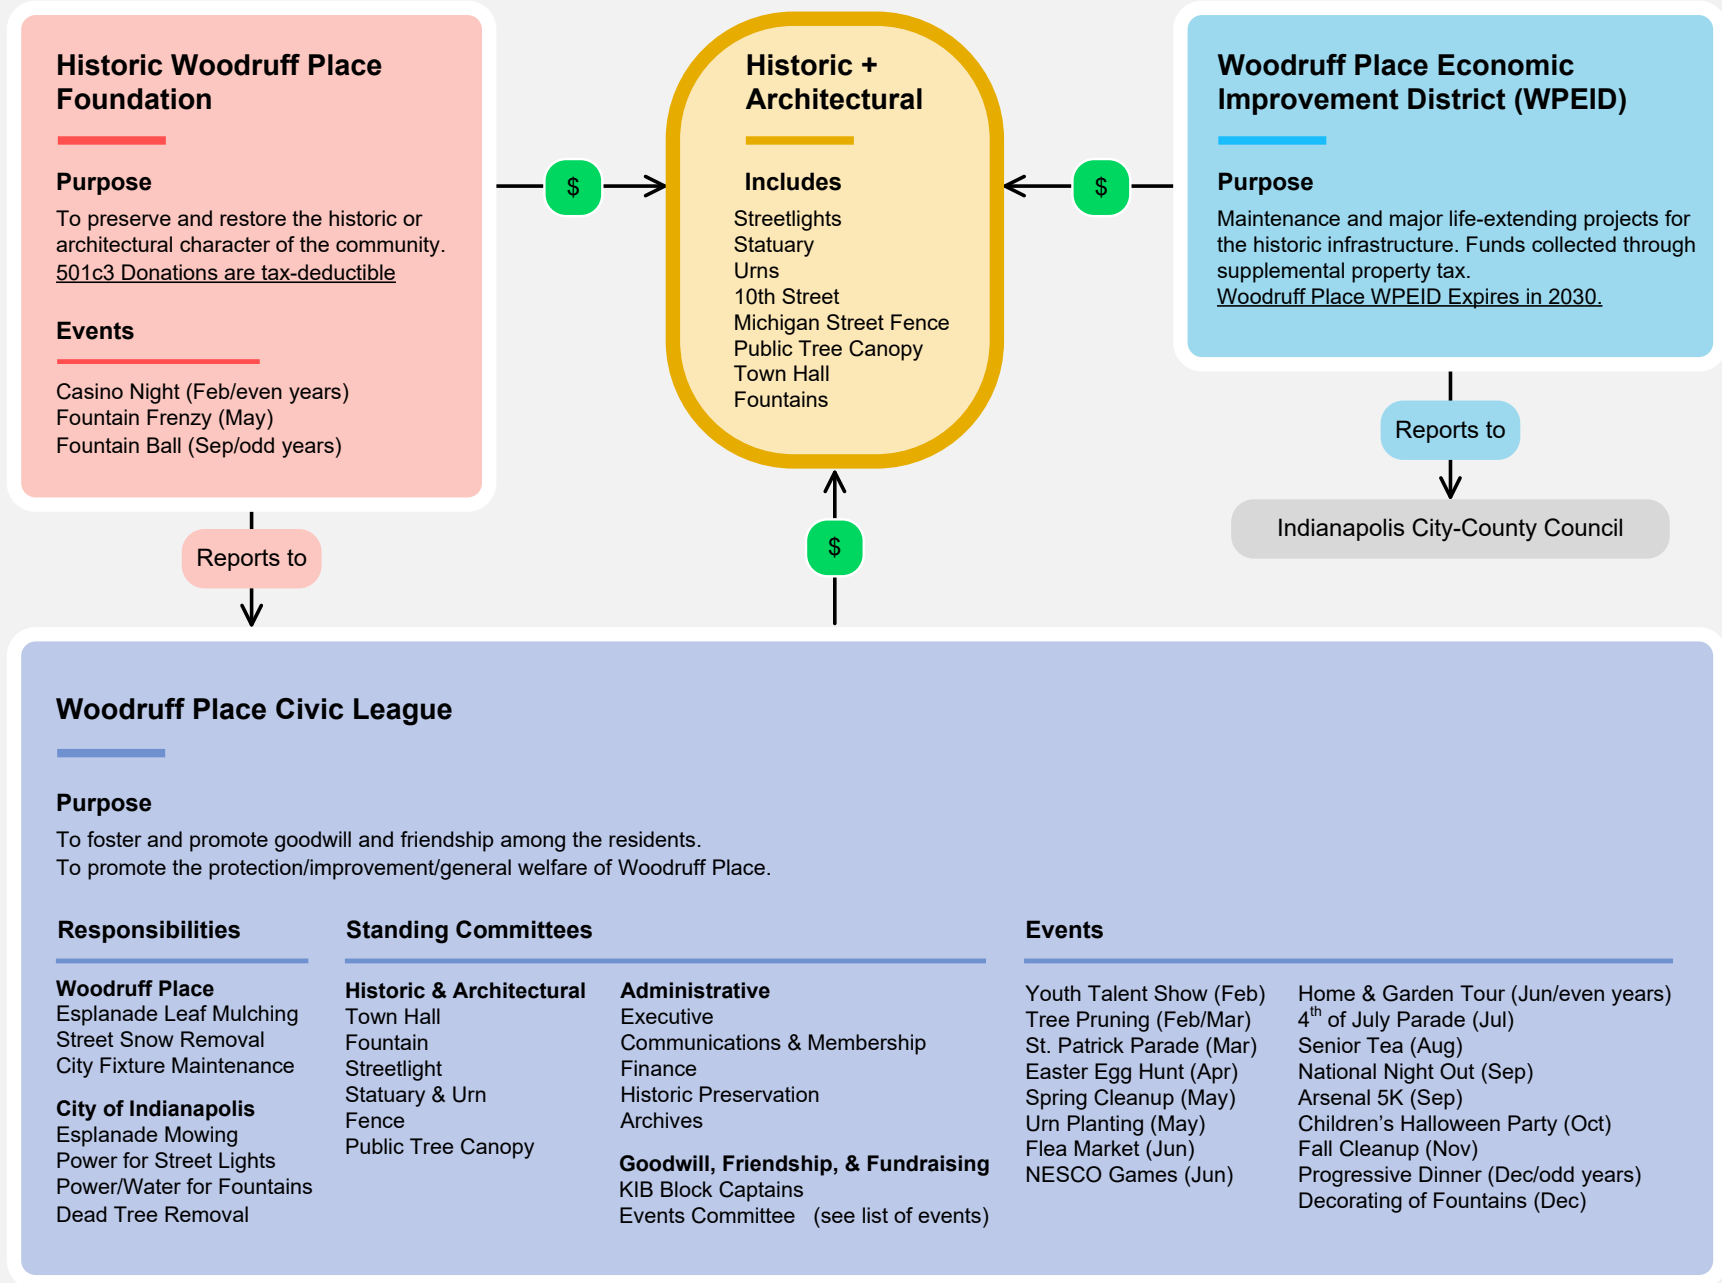 Historic Woodruff Place
Foundation
Purpose
To preserve and restore the historic or
architectural character of the community.
501c3 Donations are tax-deductible
Events
Casino Night (Feb/even years)
Fountain Frenzy (May)
Fountain Ball (Sep/odd years)
$
Historic +
Architectural
Includes
Streetlights
Statuary
Urns
10th Street
Michigan Street Fence
Public Tree Canopy
Town Hall
Fountains
$
Woodruff Place Economic
Improvement District (WPEID)
Purpose
Maintenance and major life-extending projects for
the historic infrastructure. Funds collected through
supplemental property tax.
Woodruff Place WPEID Expires in 2030.
Reports to
Indianapolis City-County Council
Reports to
$
Woodruff Place Civic League
Purpose
To foster and promote goodwill and friendship among the residents.
To promote the protection/improvement/general welfare of Woodruff Place.
Responsibilities
Woodruff Place
Esplanade Leaf Mulching
Street Snow Removal
City Fixture Maintenance
City of Indianapolis
Esplanade Mowing
Power for Street Lights
Power/Water for Fountains
Dead Tree Removal
Standing Committees
Historic & Architectural
Town Hall
Fountain
Streetlight
Statuary & Urn
Fence
Public Tree Canopy
Administrative
Executive
Communications & Membership
Finance
Historic Preservation
Archives
Goodwill, Friendship, & Fundraising
KIB Block Captains
Events Committee (see list of events)
Events
Youth Talent Show (Feb)
Tree Pruning (Feb/Mar)
St. Patrick Parade (Mar)
Easter Egg Hunt (Apr)
Spring Cleanup (May)
Urn Planting (May)
Flea Market (Jun)
NESCO Games (Jun)
Home & Garden Tour (Jun/even years)
4th of July Parade (Jul)
Senior Tea (Aug)
National Night Out (Sep)
Arsenal 5K (Sep)
Children’s Halloween Party (Oct)
Fall Cleanup (Nov)
Progressive Dinner (Dec/odd years)
Decorating of Fountains (Dec)